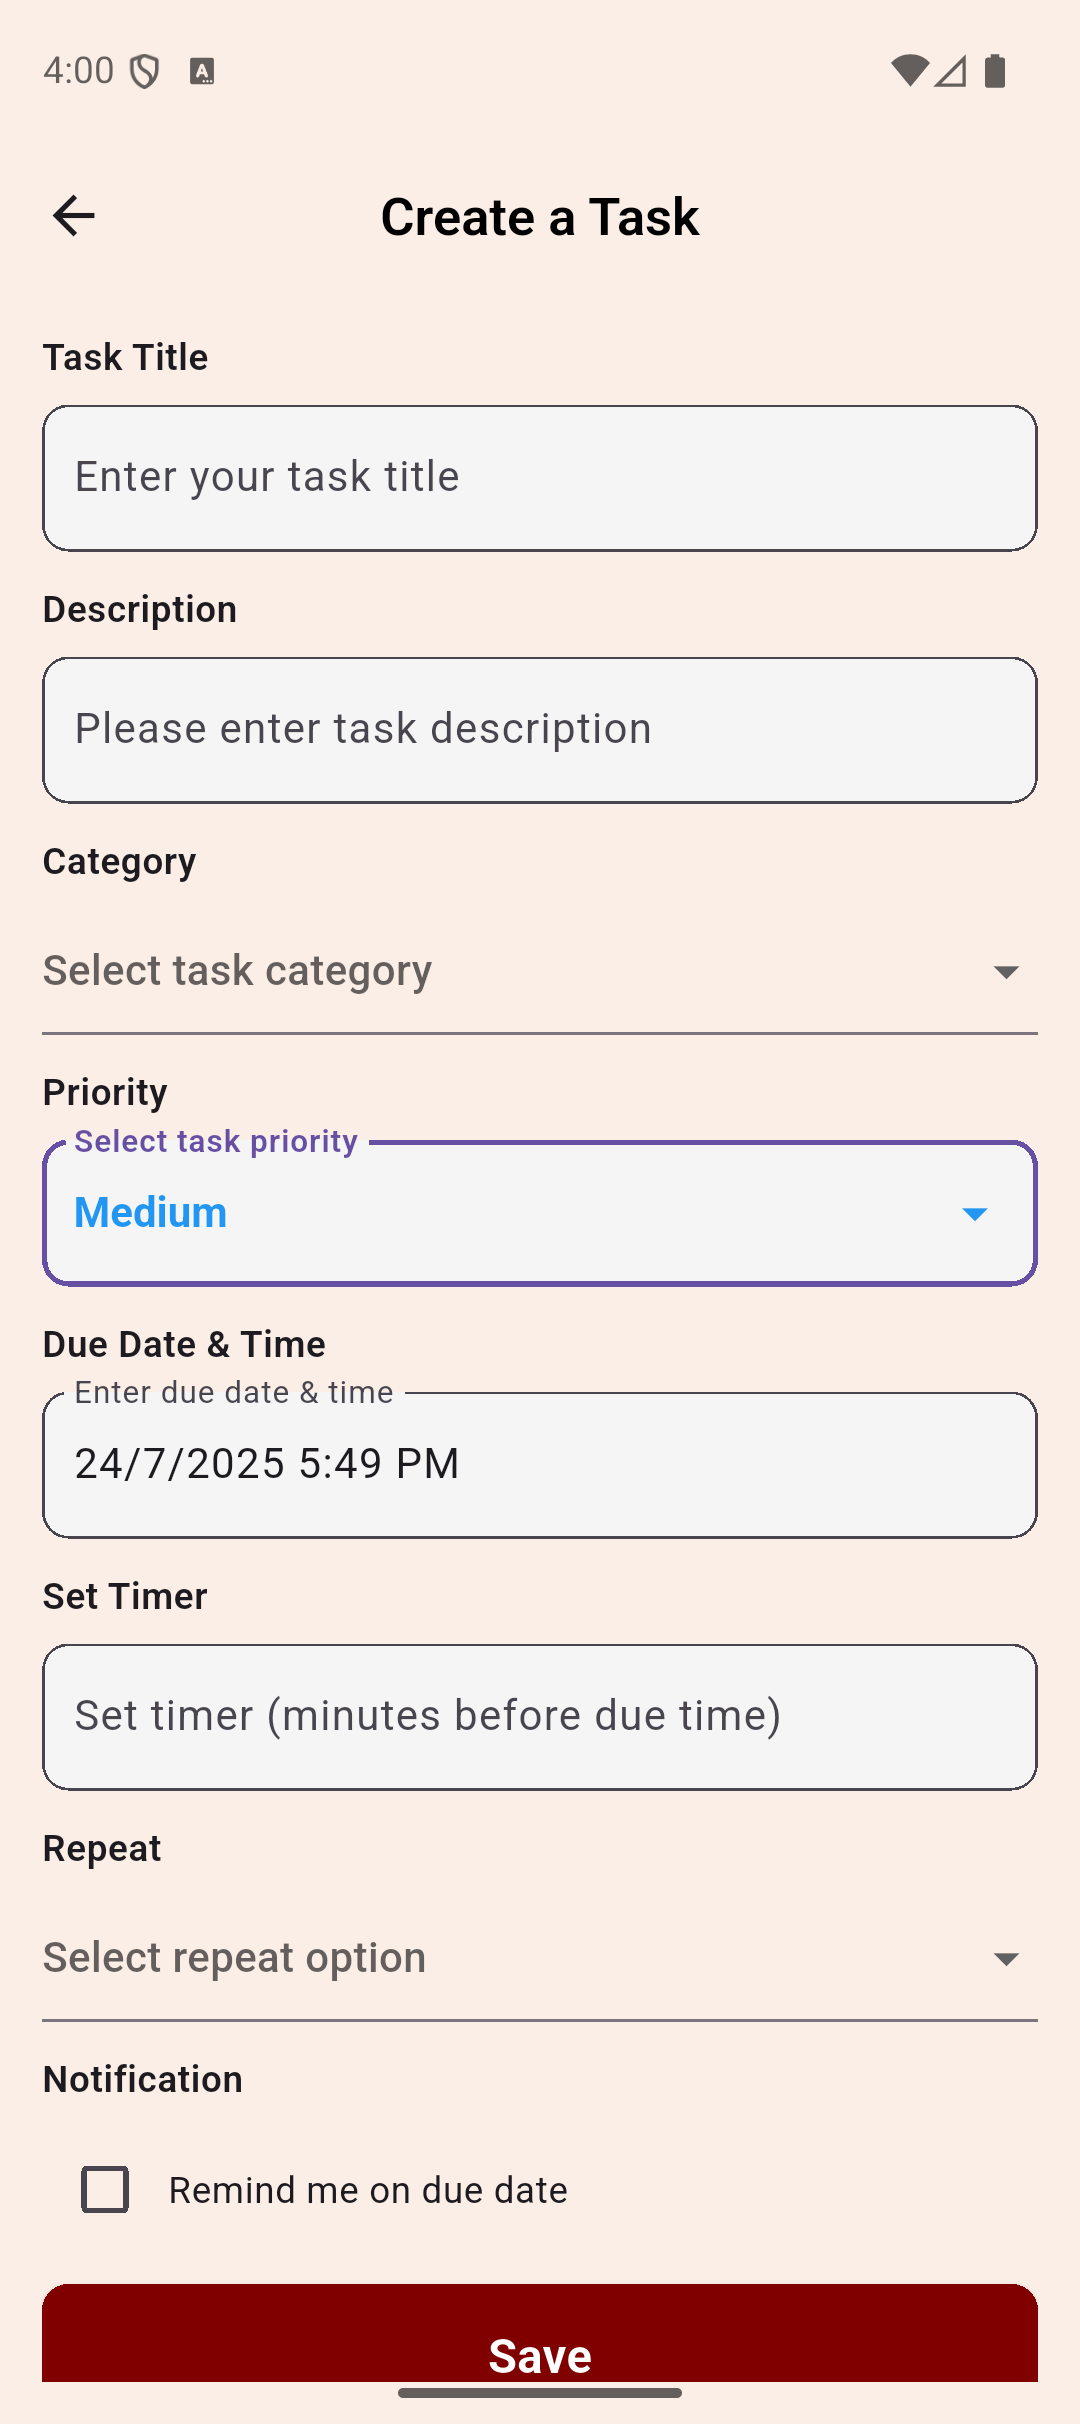 4:00
Create a Task
Task Title
Enter your task title
Description
Please enter task description
Category
Select task category
Priority
Select task priority
Medium
Due Date & Time
Enter due date & time
24/7/2025 5:49 PM
Set Timer
Set timer (minutes before due time)
Repeat
Select repeat option
Notification
Remind me on due date
Save